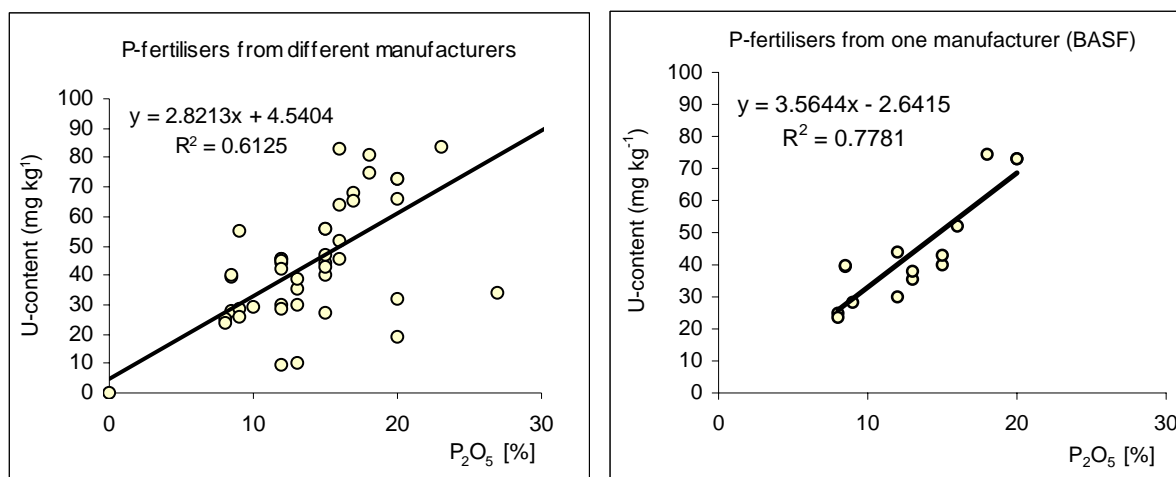 P-fertilisers from different manufacturers
y = 2.8213x + 4.5404
R² = 0.6125
U-content (mg kg¹)
100
90
80
70
60
50
40
30
20
10
0
0 10 20 30
P₂O₅ [%]
P-fertilisers from one manufacturer (BASF)
y = 3.5644x - 2.6415
R² = 0.7781
U-content (mg kg⁻¹)
100
90
80
70
60
50
40
30
20
10
0
0 10 20 30
P₂O₅ [%]